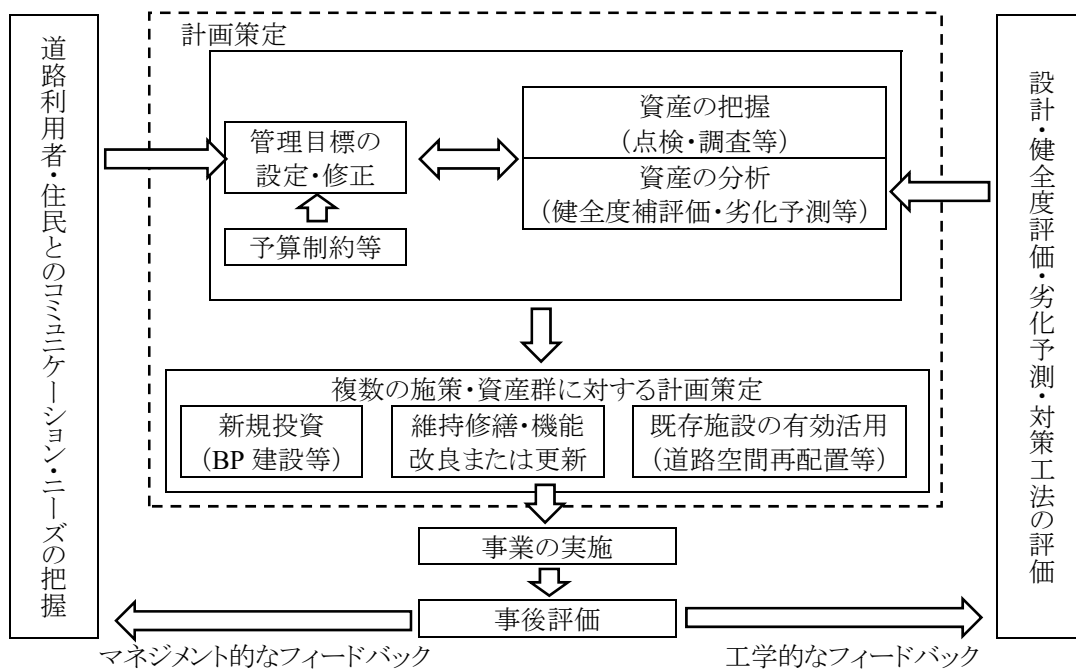 計画策定
道路利用者・住民とのコミュニケーション・ニーズの把握
管理目標の
設定・修正
予算制約等
資産の把握
(点検・調査等)
資産の分析
(健全度補評価・劣化予測等)
設計・健全度評価・劣化予測・対策工法の評価
複数の施策・資産群に対する計画策定
新規投資
(BP 建設等)
維持修繕・機能
改良または更新
既存施設の有効活用
(道路空間再配置等)
事業の実施
事後評価
マネジメント的なフィードバック
工学的なフィードバック